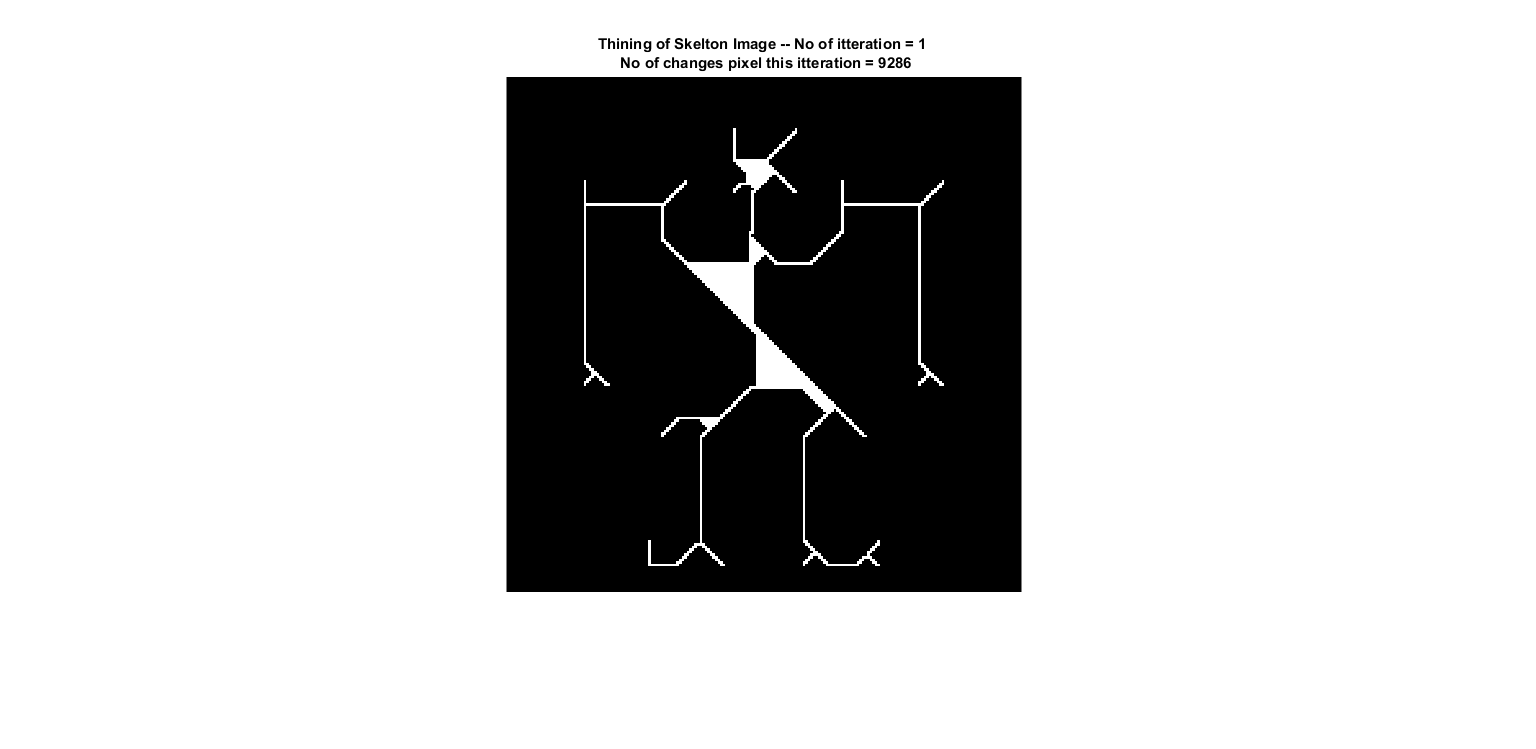 Thining of Skelton Image -- No of itteration = 1
No of changes pixel this itteration = 9286